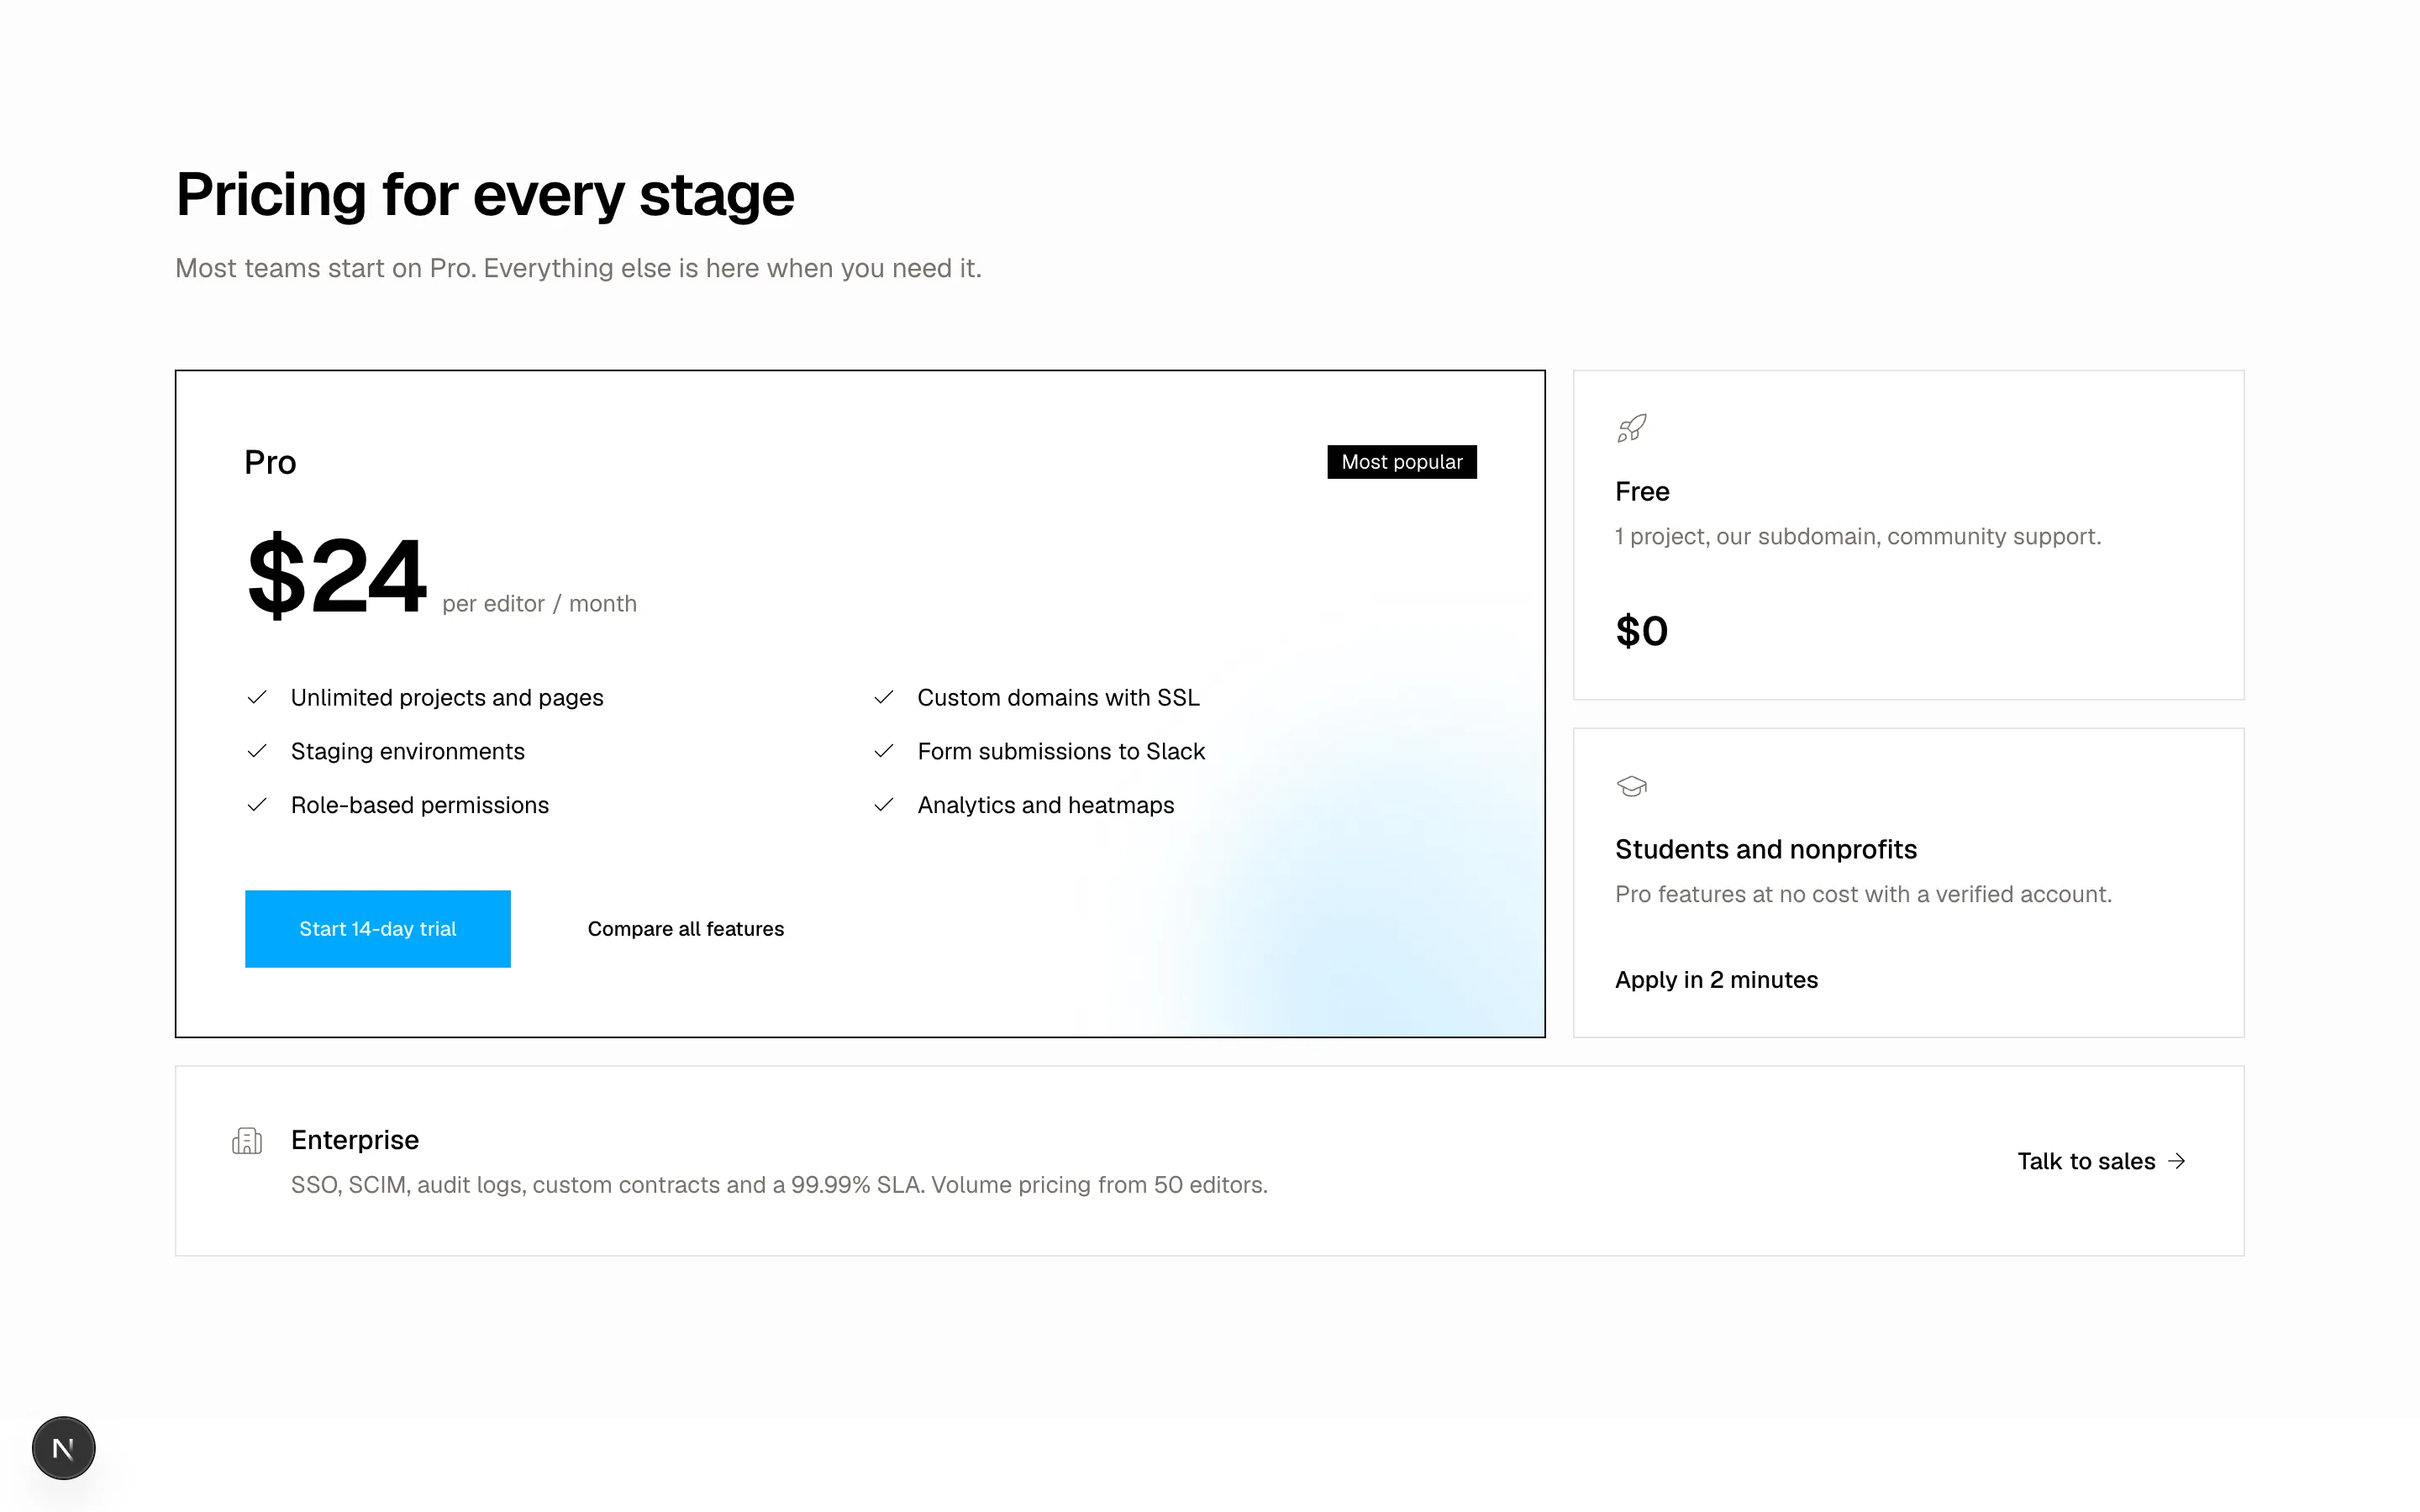 Pricing for every stage
Most teams start on Pro. Everything else is here when you need it.
Pro
Most popular
$24 per editor / month
Unlimited projects and pages
Custom domains with SSL
Staging environments
Form submissions to Slack
Role-based permissions
Analytics and heatmaps
Start 14-day trial
Compare all features
Free
1 project, our subdomain, community support.
$0
Students and nonprofits
Pro features at no cost with a verified account.
Apply in 2 minutes
Enterprise
SSO, SCIM, audit logs, custom contracts and a 99.99% SLA. Volume pricing from 50 editors.
Talk to sales
N